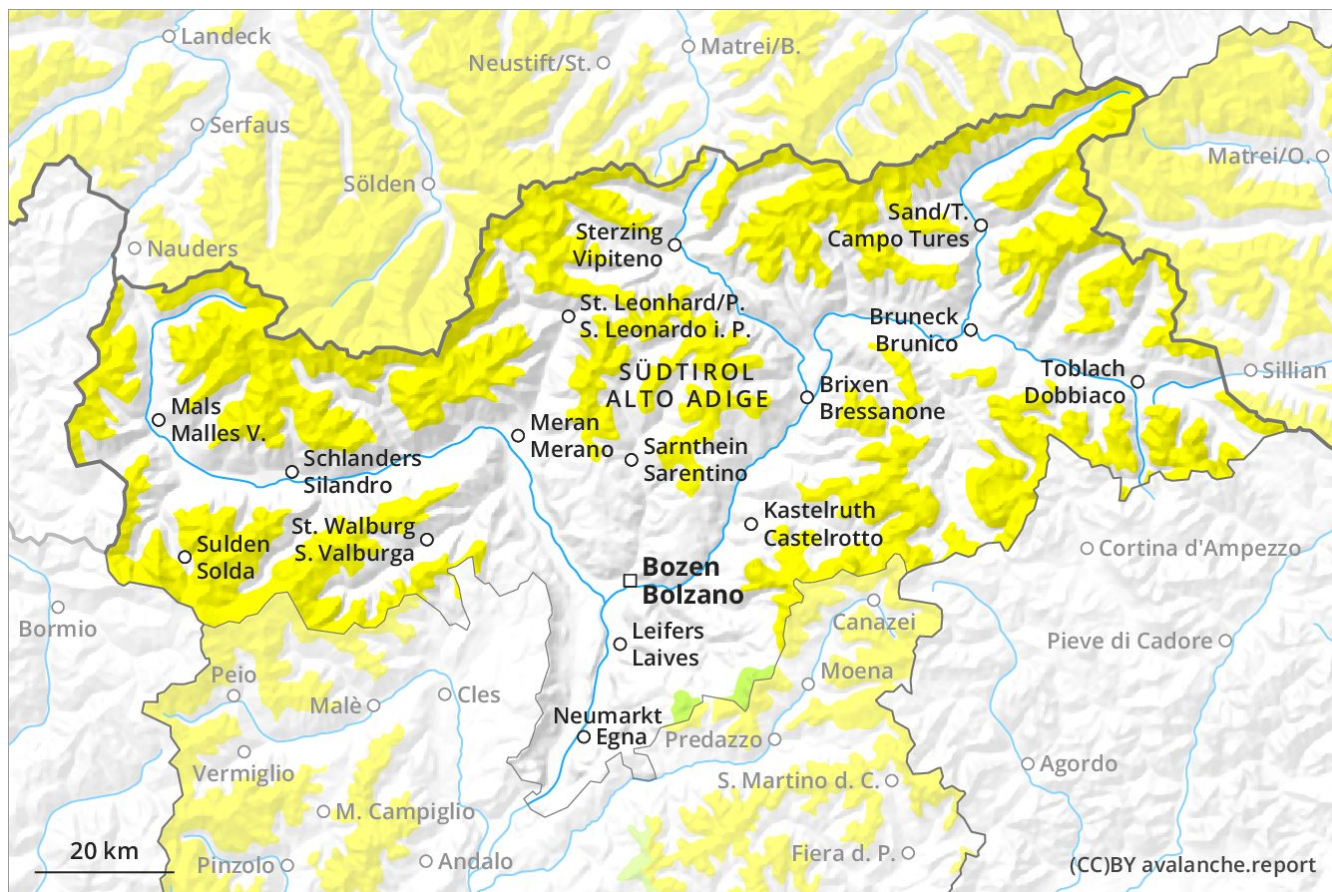 Landeck
Neustift/St.
Matrei/B.
Serfaus
Matrei/O.
Sölden
Sand/T.
Campo Tures
Sterzing
Vipiteno
Nauders
St. Leonhard/P.
S. Leonardo i. P.
Bruneck
Brunico
SÜDTIROL
ALTO ADIGE
Toblach
Dobbiaco
Sillian
Brixen
Bressanone
Mals
Malles V.
Meran
Merano
Sarnthein
Sarentino
Schlanders
Silandro
Kastelruth
Castelrotto
St. Walburg
S. Valburga
Sulden
Solda
Cortina d'Ampezzo
Bozen
Bolzano
Bormio
Canazei
Leifers
Laives
Pieve di Cadore
Peio
Moena
Malè
Cles
Neumarkt
Egna
Predazzo
Vermiglio
Agordo
S. Martino d. C.
M. Campiglio
20 km
Pinzolo
Andalo
Fiera d. P.
(CC)BY avalanche.report